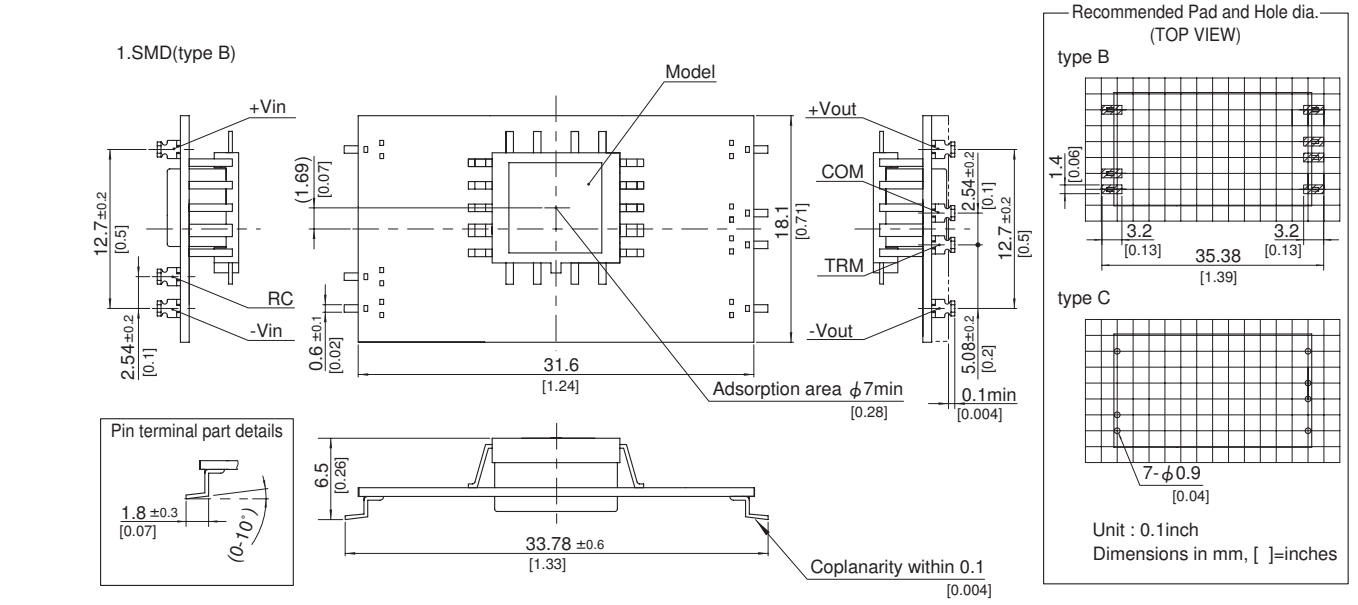 1.SMD(type B)
Model
+Vin
12.7±0.2
[0.5]
RC
-Vin
2.54±0.2
[0.1]
(1.69)
[0.07]
0.6 ±0.1
[0.02]
18.1
[0.71]
31.6
[1.24]
Adsorption area ϕ7min
[0.28]
+Vout
COM
TRM
-Vout
2.54±0.2
[0.1]
12.7±0.2
[0.5]
5.08±0.2
[0.2]
0.1min
[0.004]
Pin terminal part details
1.8 ±0.3
[0.07]
(0-10°)
6.5
[0.26]
33.78 ±0.6
[1.33]
Coplanarity within 0.1
[0.004]
Recommended Pad and Hole dia.
(TOP VIEW)
type B
1.4
[0.06]
3.2
[0.13]
3.2
[0.13]
35.38
[1.39]
type C
7-ϕ0.9
[0.04]
Unit : 0.1inch
Dimensions in mm, [ ]=inches